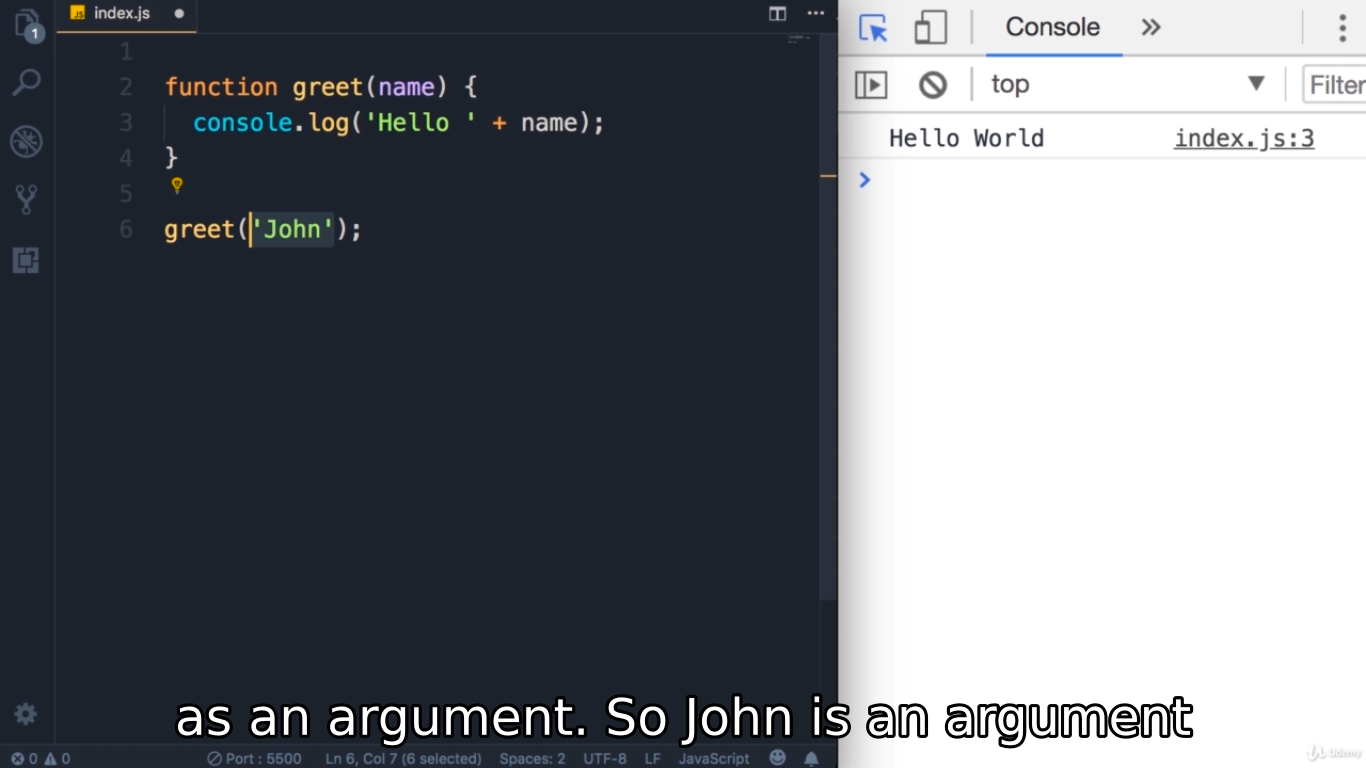 JS index.js
1
1
2 function greet(name) {
3 console.log('Hello ' + name);
4 }
5
6 greet('John');
Console
top
Filter
Hello World index.js:3
as an argument. So John is an argument
0 0 Port : 5500 Ln 6, Col 7 (6 selected) Spaces: 2 UTF-8 LF JavaScript
Udemy